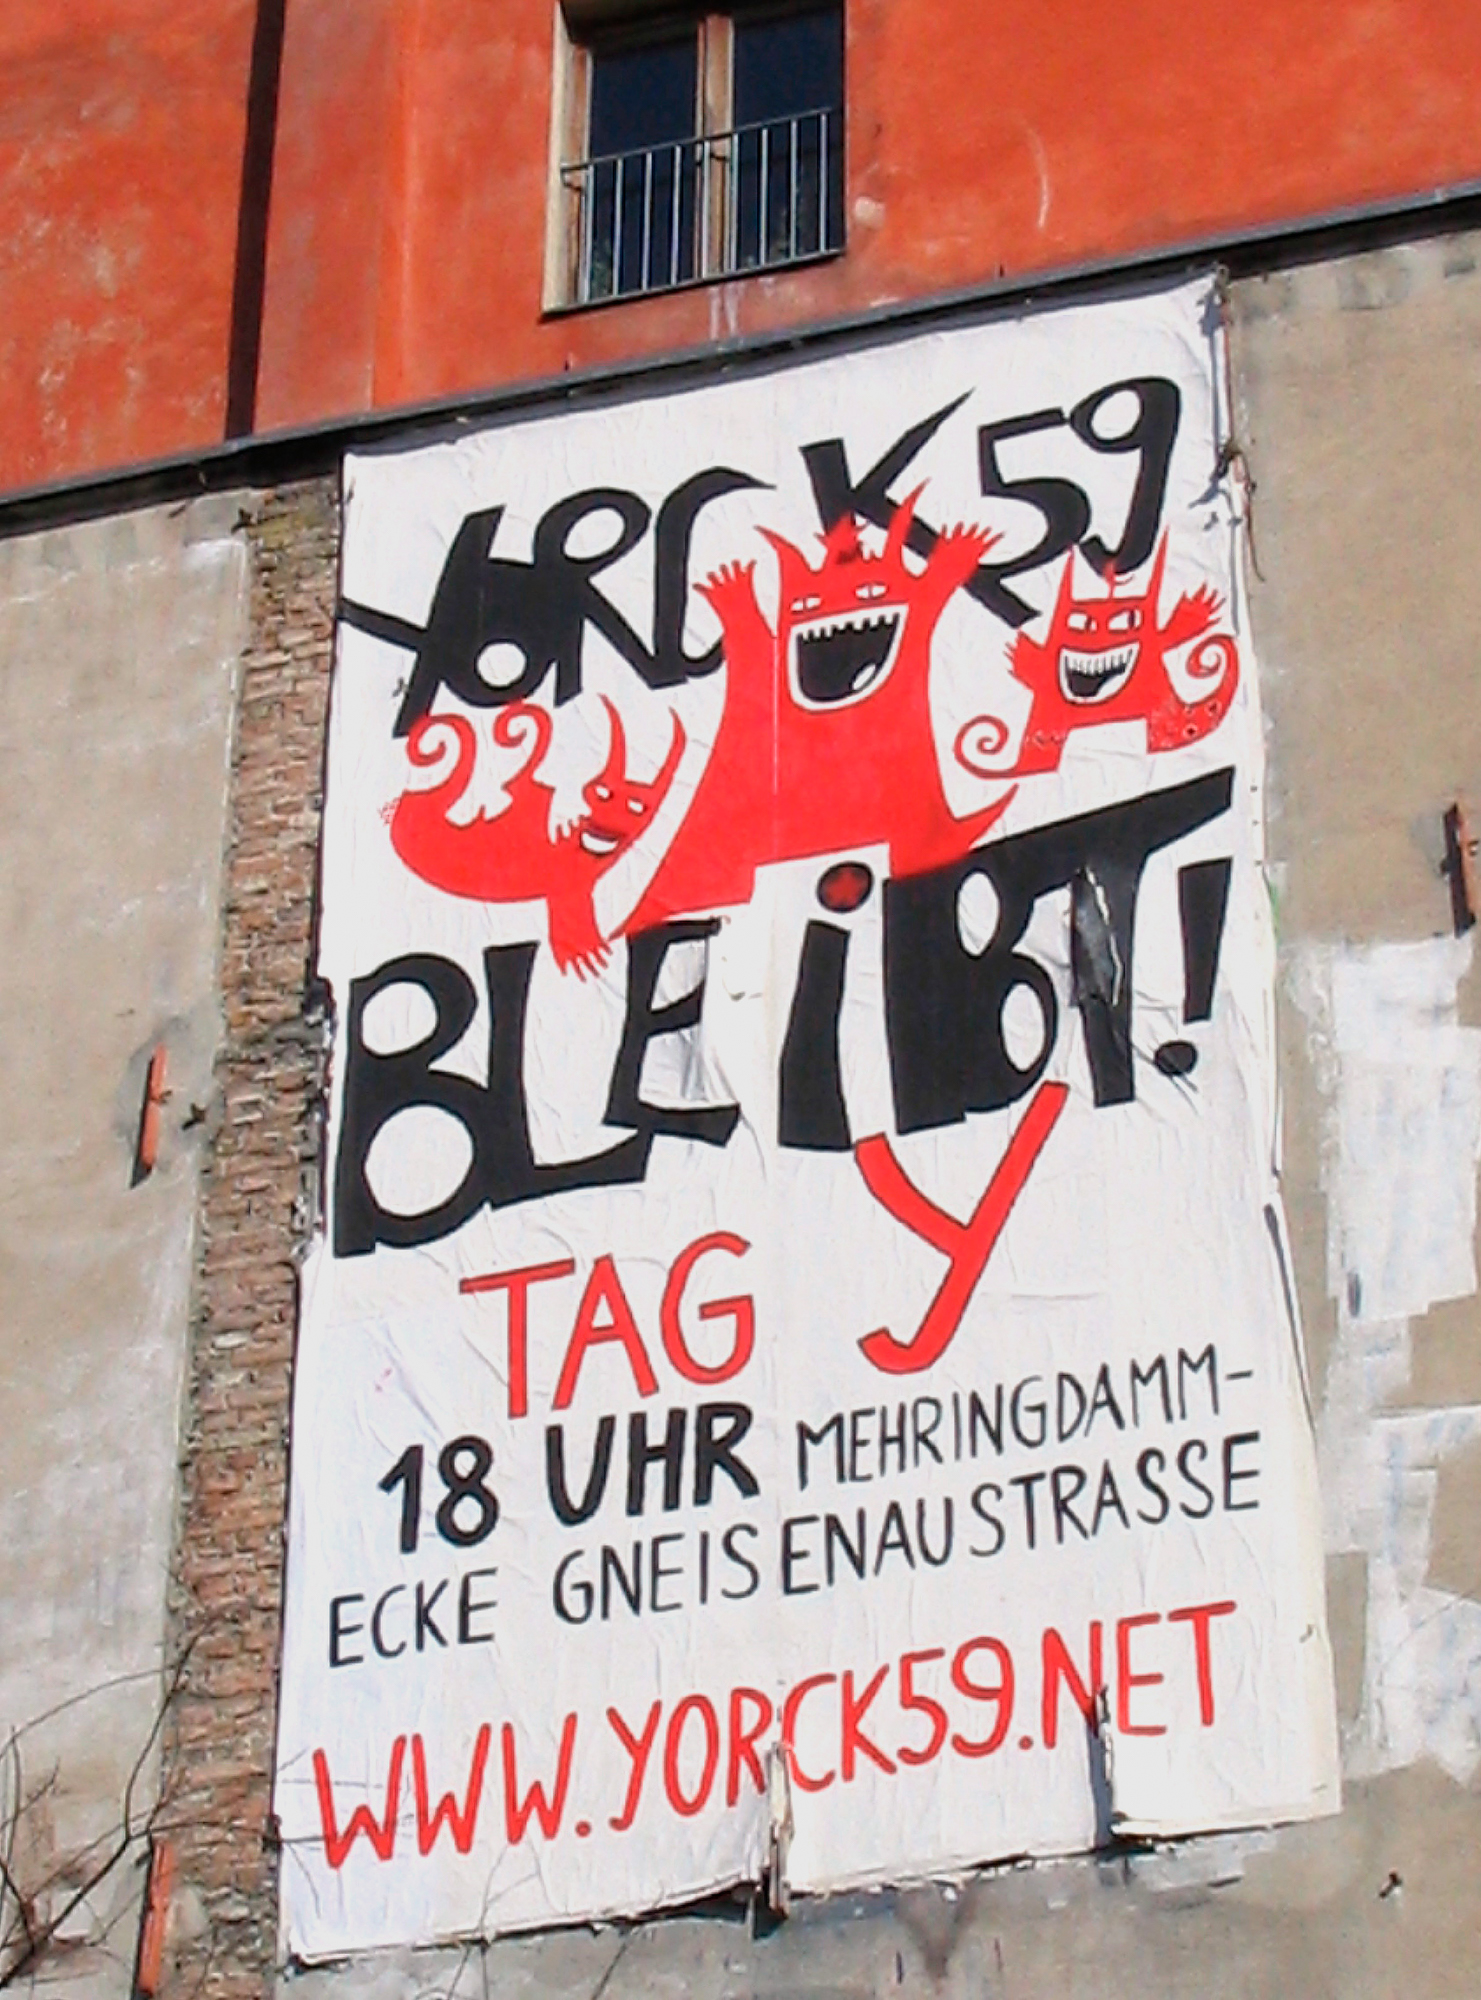 YORCK59
BLEiBT!
TAG Y
18 UHR MEHRINGDAMM-
ECKE GNEISENAUSTRASSE
WWW.YORCK59.NET